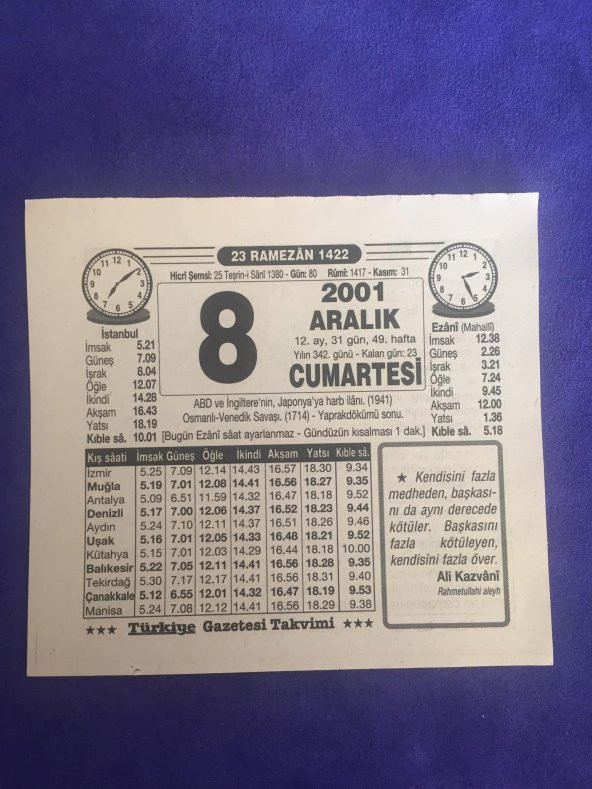 23 RAMEZÂN 1422
Hicrî Şemsî: 25 Teşrin-i Sânî 1380 - Gün: 80 Rûmî: 1417 - Kasım: 31
8
2001
ARALIK
12. ay, 31 gün, 49. hafta
Yılın 342. günü - Kalan gün: 23
CUMARTESİ
İstanbul
İmsak 5.21
Güneş 7.09
İşrak 8.04
Öğle 12.07
İkindi 14.28
Akşam 16.43
Yatsı 18.19
Kıble sâ. 10.01
Ezânî (Mahallî)
İmsak 12.38
Güneş 2.26
İşrak 3.21
Öğle 7.24
İkindi 9.45
Akşam 12.00
Yatsı 1.36
Kıble sâ. 5.18
ABD ve İngiltere'nin, Japonya'ya harb ilânı. (1941)
Osmanlı-Venedik Savaşı. (1714) - Yaprakdökümü sonu.
[Bugün Ezânî sâat ayarlanmaz - Gündüzün kısalması 1 dak.]
Kış sâati İmsak Güneş Öğle İkindi Akşam Yatsı Kıble sâ.
İzmir 5.25 7.09 12.14 14.43 16.57 18.30 9.34
Muğla 5.19 7.01 12.08 14.41 16.56 18.27 9.35
Antalya 5.09 6.51 11.59 14.32 16.47 18.18 9.52
Denizli 5.17 7.00 12.06 14.37 16.52 18.23 9.44
Aydın 5.24 7.10 12.11 14.37 16.51 18.26 9.46
Uşak 5.16 7.01 12.05 14.33 16.48 18.21 9.52
Kütahya 5.15 7.01 12.03 14.29 16.44 18.18 10.00
Balıkesir 5.22 7.05 12.11 14.41 16.56 18.28 9.35
Tekirdağ 5.30 7.17 12.17 14.41 16.56 18.31 9.40
Çanakkale 5.12 6.55 12.01 14.32 16.47 18.19 9.53
Manisa 5.24 7.08 12.12 14.41 16.56 18.29 9.38
★ Kendisini fazla
medheden, başkası-
nı da aynı derecede
kötüler. Başkasını
fazla kötüleyen,
kendisini fazla över.
Ali Kazvânî
Rahmetullahi aleyh
★★★ Türkiye Gazetesi Takvimi ★★★